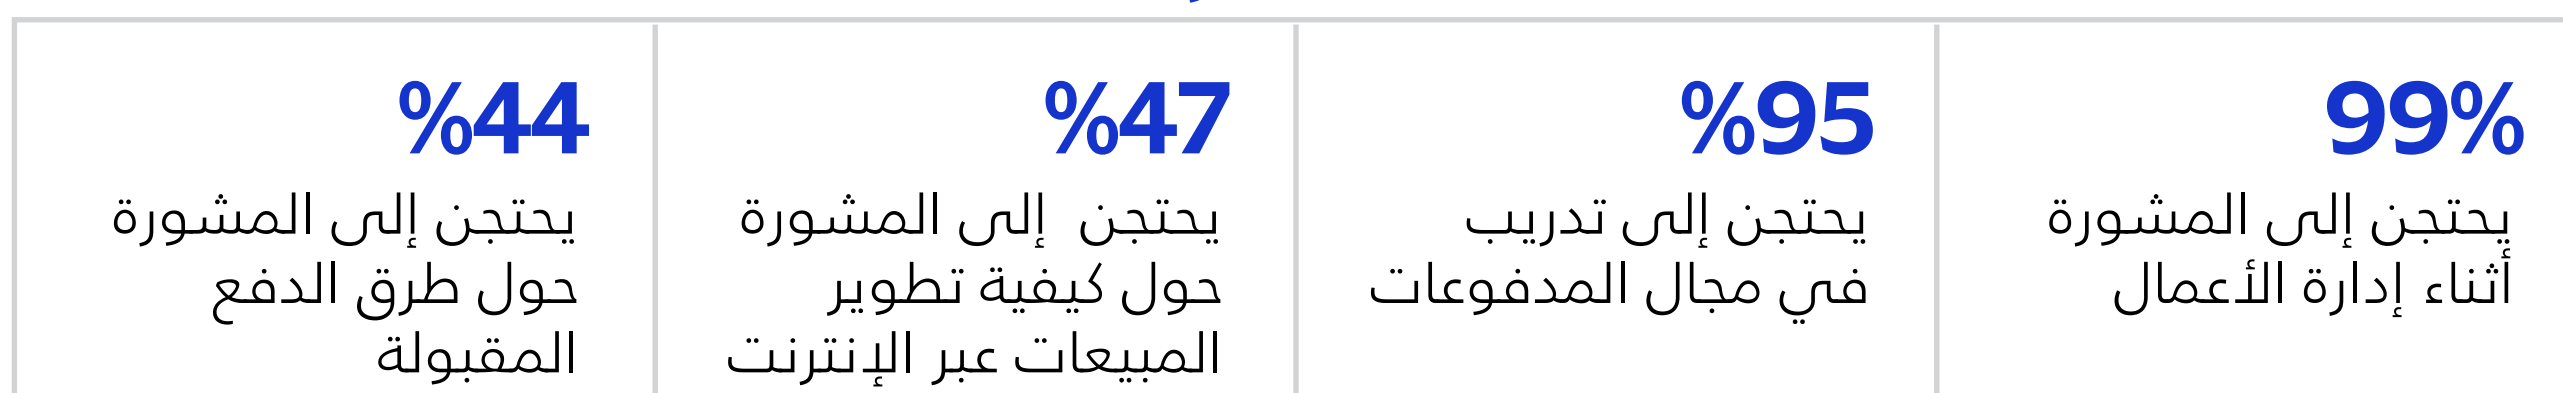 99%
يحتجن إلى المشورة
أثناء إدارة الأعمال
%95
يحتجن إلى تدريب
في مجال المدفوعات
%47
يحتجن إلى المشورة
حول كيفية تطوير
المبيعات عبر الإنترنت
%44
يحتجن إلى المشورة
حول طرق الدفع
المقبولة